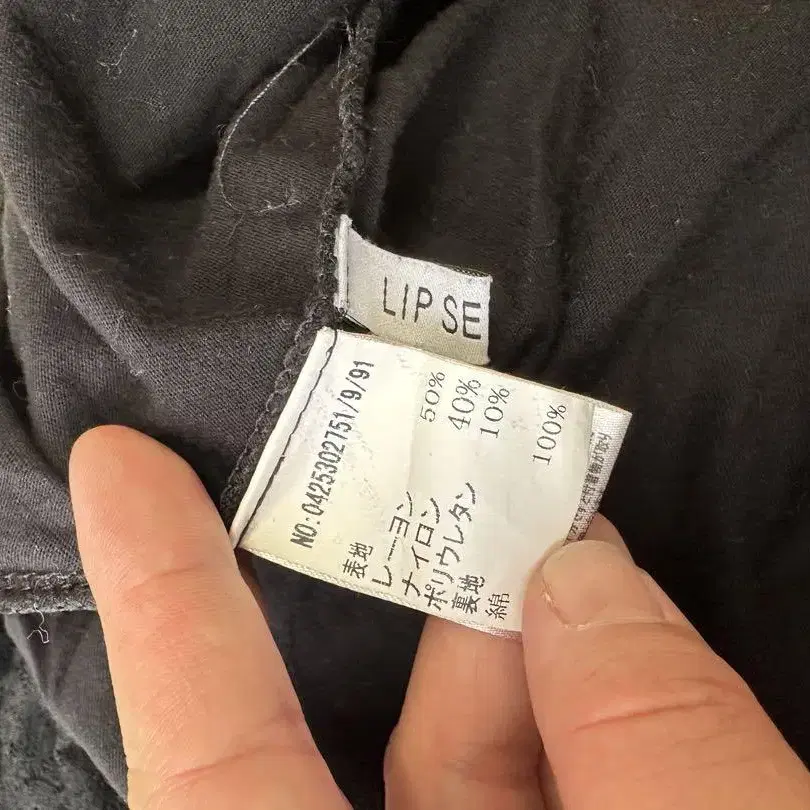 LIP SE
NO:0425302751/9/91
表地
レーヨン 50%
ナイロン 40%
ポリウレタン 10%
裏地
綿 100%